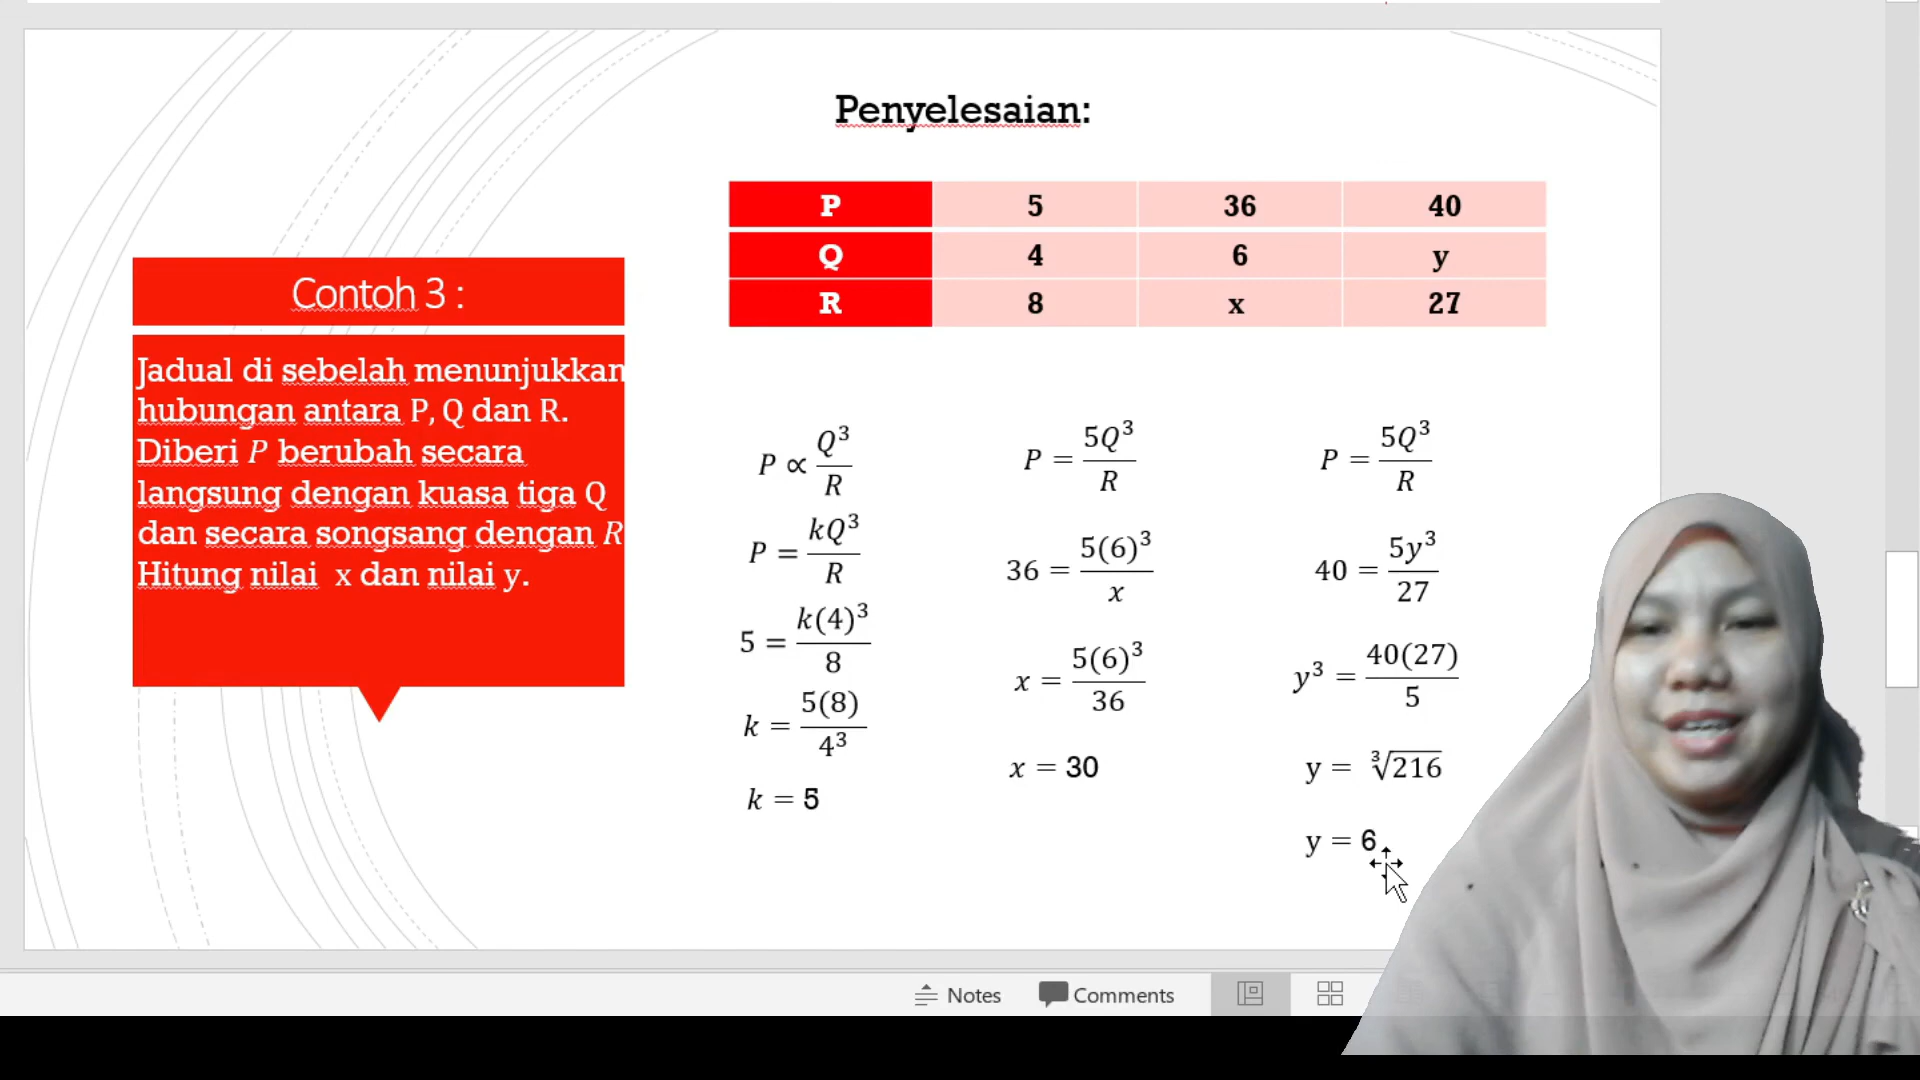 Penyelesaian:
P 5 36 40
Q 4 6 y
R 8 x 27
Contoh 3 :
Jadual di sebelah menunjukkan
hubungan antara P, Q dan R.
Diberi P berubah secara
langsung dengan kuasa tiga Q
dan secara songsang dengan R
Hitung nilai x dan nilai y.
P ∝ Q³/R
P = kQ³/R
5 = k(4)³/8
k = 5(8)/4³
k = 5
P = 5Q³/R
36 = 5(6)³/x
x = 5(6)³/36
x = 30
P = 5Q³/R
40 = 5y³/27
y³ = 40(27)/5
y = ∛216
y = 6
Notes
Comments